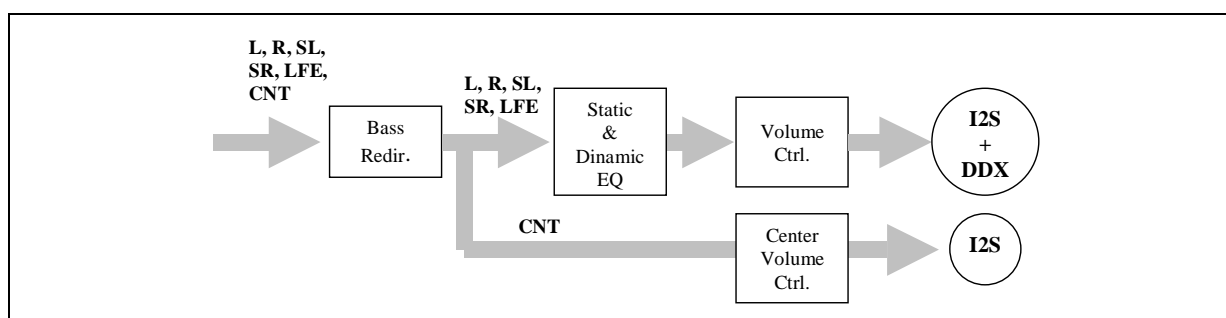 L, R, SL,
SR, LFE,
CNT
Bass
Redir.
L, R, SL,
SR, LFE
Static
&
Dinamic
EQ
Volume
Ctrl.
I2S
+
DDX
CNT
Center
Volume
Ctrl.
I2S